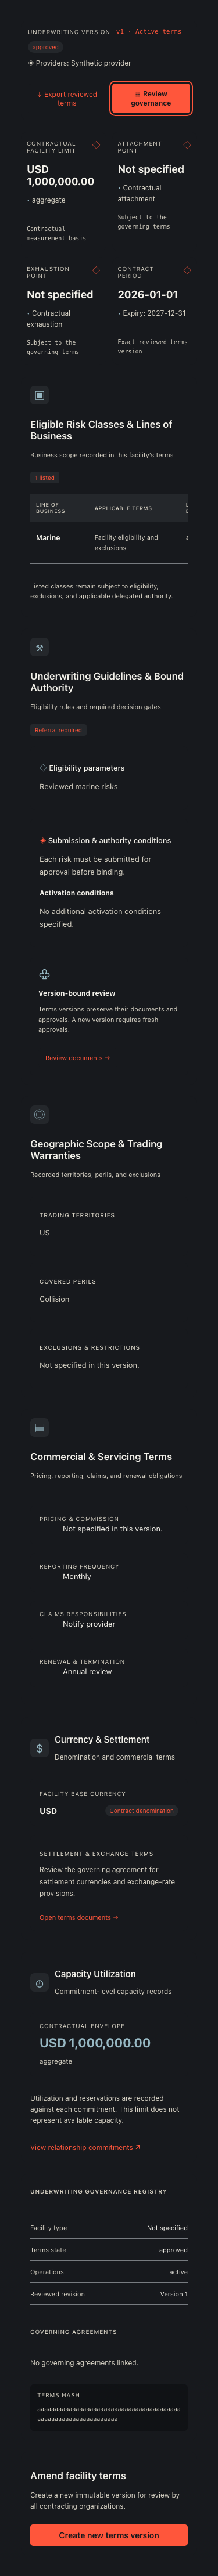 UNDERWRITING VERSION v1 · Active terms
approved
Providers: Synthetic provider
↓ Export reviewed
terms
Review
governance
CONTRACTUAL
FACILITY LIMIT
USD
1,000,000.00
• aggregate
Contractual
measurement basis
ATTACHMENT
POINT
Not specified
• Contractual
attachment
Subject to the
governing terms
EXHAUSTION
POINT
Not specified
• Contractual
exhaustion
Subject to the
governing terms
CONTRACT
PERIOD
2026-01-01
• Expiry: 2027-12-31
Exact reviewed terms
version
Eligible Risk Classes & Lines of
Business
Business scope recorded in this facility's terms
1 listed
LINE OF
BUSINESS
APPLICABLE TERMS
Marine
Facility eligibility and
exclusions
Listed classes remain subject to eligibility,
exclusions, and applicable delegated authority.
Underwriting Guidelines & Bound
Authority
Eligibility rules and required decision gates
Referral required
Eligibility parameters
Reviewed marine risks
Submission & authority conditions
Each risk must be submitted for
approval before binding.
Activation conditions
No additional activation conditions
specified.
Version-bound review
Terms versions preserve their documents and
approvals. A new version requires fresh
approvals.
Review documents →
Geographic Scope & Trading
Warranties
Recorded territories, perils, and exclusions
TRADING TERRITORIES
US
COVERED PERILS
Collision
EXCLUSIONS & RESTRICTIONS
Not specified in this version.
Commercial & Servicing Terms
Pricing, reporting, claims, and renewal obligations
PRICING & COMMISSION
Not specified in this version.
REPORTING FREQUENCY
Monthly
CLAIMS RESPONSIBILITIES
Notify provider
RENEWAL & TERMINATION
Annual review
$
Currency & Settlement
Denomination and commercial terms
FACILITY BASE CURRENCY
USD
Contract denomination
SETTLEMENT & EXCHANGE TERMS
Review the governing agreement for
settlement currencies and exchange-rate
provisions.
Open terms documents →
Capacity Utilization
Commitment-level capacity records
CONTRACTUAL ENVELOPE
USD 1,000,000.00
aggregate
Utilization and reservations are recorded
against each commitment. This limit does not
represent available capacity.
View relationship commitments ↗
UNDERWRITING GOVERNANCE REGISTRY
Facility type Not specified
Terms state approved
Operations active
Reviewed revision Version 1
GOVERNING AGREEMENTS
No governing agreements linked.
TERMS HASH
aaaaaaaaaaaaaaaaaaaaaaaaaaaaaaaaaaaaaaaaa
aaaaaaaaaaaaaaaaaaaaaaa
Amend facility terms
Create a new immutable version for review by
all contracting organizations.
Create new terms version